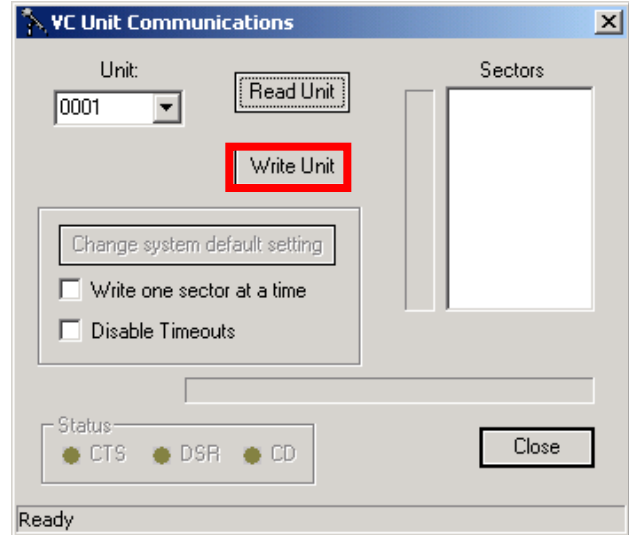 VC Unit Communications
Unit:
0001
Read Unit
Write Unit
Sectors
Change system default setting
Write one sector at a time
Disable Timeouts
Status
CTS DSR CD
Close
Ready